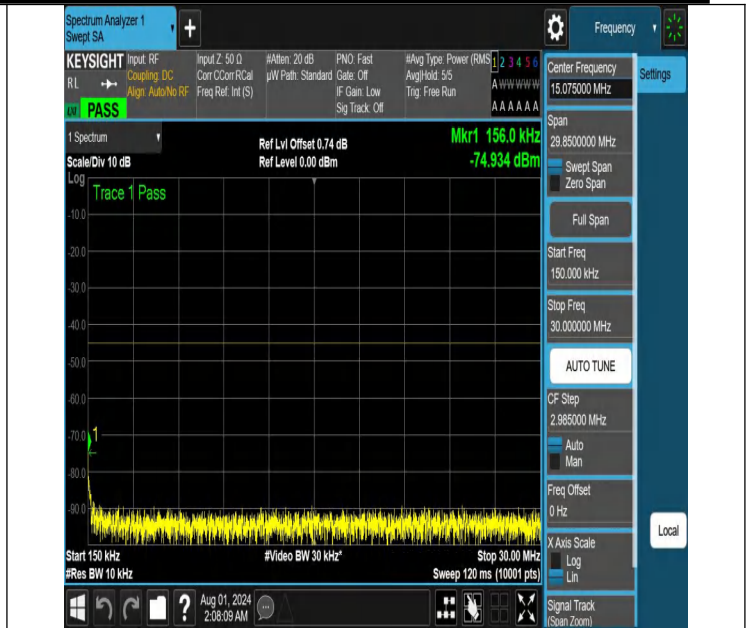 Spectrum Analyzer 1
Swept SA
+
Frequency
KEYSIGHT
RL
PASS
Input: RF
Coupling: DC
Align: Auto/No RF
Input Z: 50 Ω
Corr CCorr RCal
Freq Ref: Int (S)
#Atten: 20 dB
µW Path: Standard
PNO: Fast
Gate: Off
IF Gain: Low
Sig Track: Off
#Avg Type: Power (RMS
Avg|Hold: 5/5
Trig: Free Run
1 2 3 4 5 6
A W W W W W
A A A A A A
1 Spectrum
Scale/Div 10 dB
Ref Lvl Offset 0.74 dB
Ref Level 0.00 dBm
Mkr1 156.0 kHz
-74.934 dBm
Log
Trace 1 Pass
-10.0
-20.0
-30.0
-40.0
-50.0
-60.0
-70.0
1
-80.0
-90.0
Start 150 kHz
#Res BW 10 kHz
#Video BW 30 kHz*
Stop 30.00 MHz
Sweep 120 ms (10001 pts)
?
Aug 01, 2024
2:08:09 AM
Center Frequency
15.075000 MHz
Settings
Span
29.8500000 MHz
Swept Span
Zero Span
Full Span
Start Freq
150.000 kHz
Stop Freq
30.000000 MHz
AUTO TUNE
CF Step
2.985000 MHz
Auto
Man
Freq Offset
0 Hz
Local
X Axis Scale
Log
Lin
Signal Track
(Span Zoom)